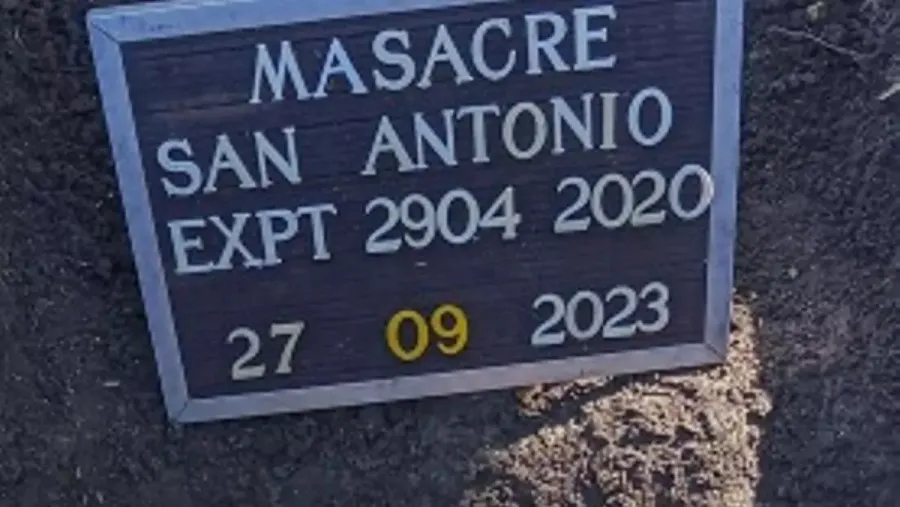 MASACRE
SAN ANTONIO
EXPT 2904 2020
27 09 2023